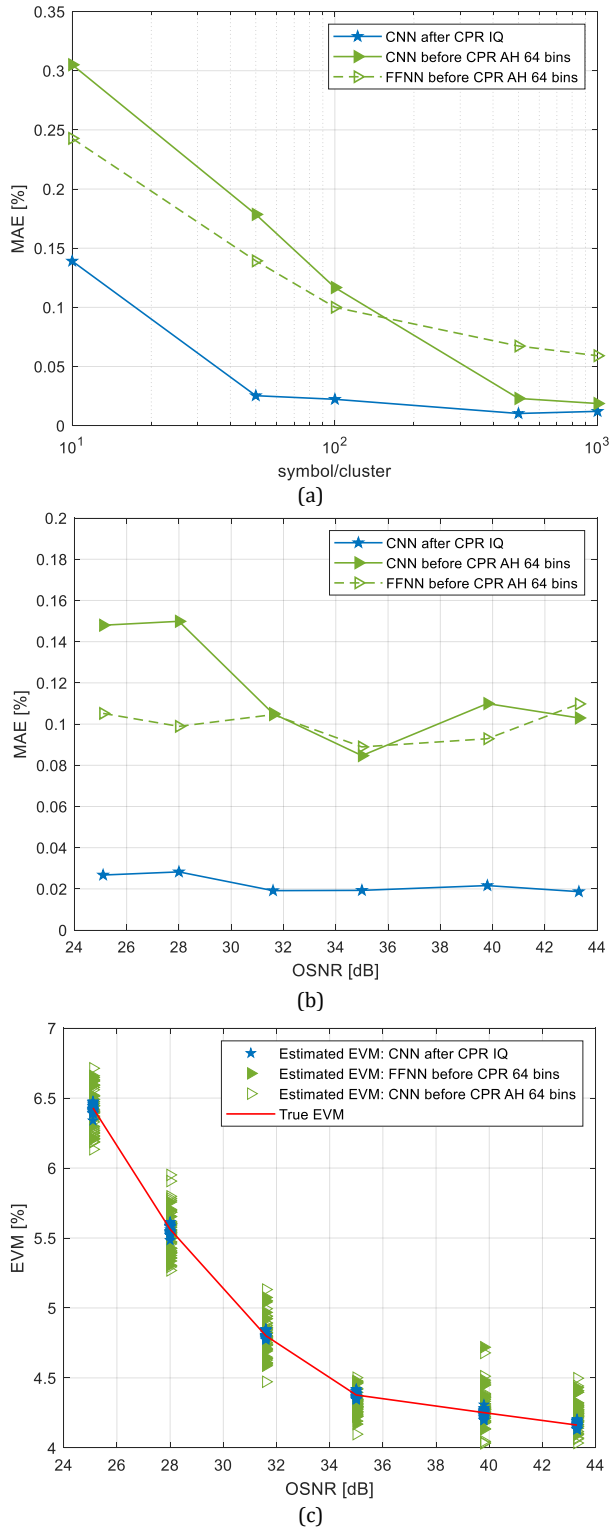 CNN after CPR IQ
CNN before CPR AH 64 bins
FFNN before CPR AH 64 bins
0.35
0.3
0.25
0.2
0.15
0.1
0.05
0
MAE [%]
10^1 10^2 10^3
symbol/cluster
(a)
CNN after CPR IQ
CNN before CPR AH 64 bins
FFNN before CPR AH 64 bins
0.2
0.18
0.16
0.14
0.12
0.1
0.08
0.06
0.04
0.02
0
MAE [%]
24 26 28 30 32 34 36 38 40 42 44
OSNR [dB]
(b)
Estimated EVM: CNN after CPR IQ
Estimated EVM: FFNN before CPR 64 bins
Estimated EVM: CNN before CPR AH 64 bins
True EVM
7
6.5
6
5.5
5
4.5
4
EVM [%]
24 26 28 30 32 34 36 38 40 42 44
OSNR [dB]
(c)